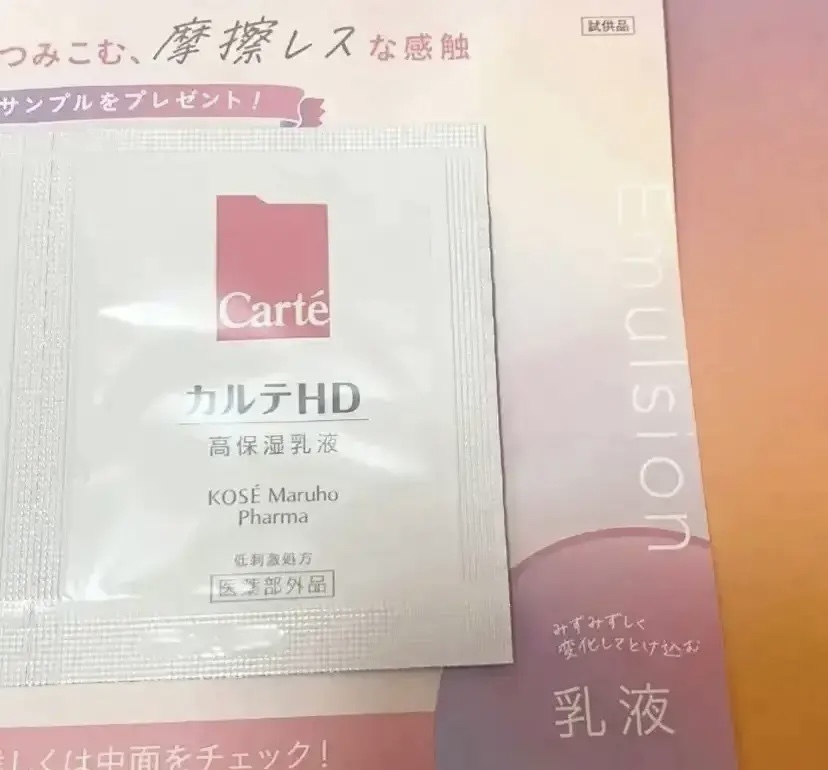 試供品
つみこむ、摩擦レスな感触
サンプルをプレゼント！
Emulsion
Carté
カルテHD
高保湿乳液
KOSÉ Maruho
Pharma
低刺激処方
医薬部外品
みずみずしく
変化してとけ込む
乳液
しくは中面をチェック！